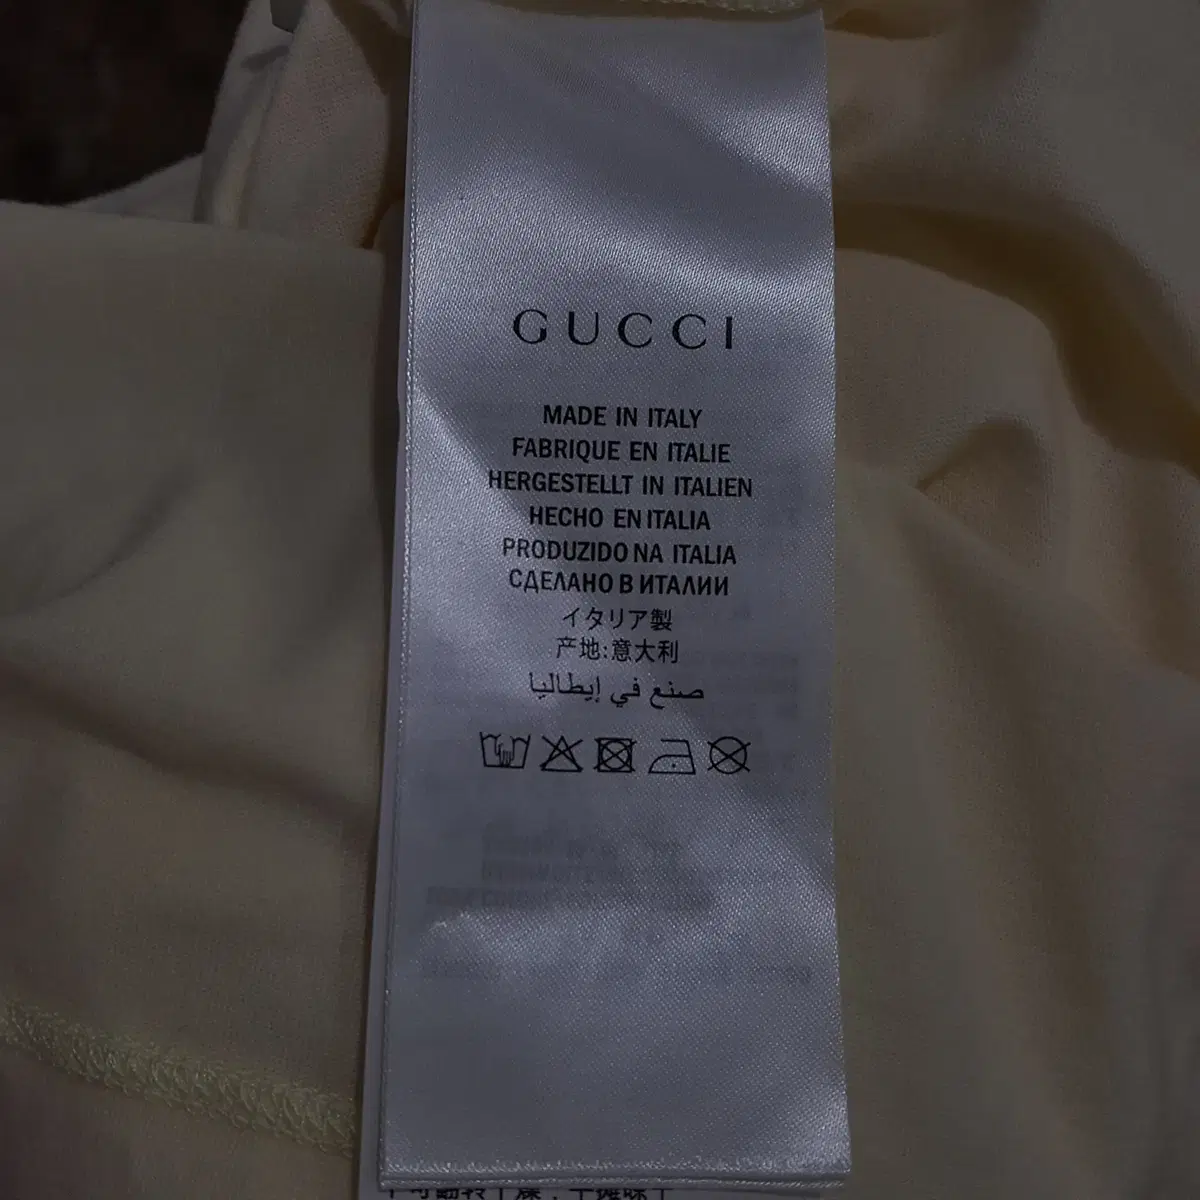 GUCCI
MADE IN ITALY
FABRIQUE EN ITALIE
HERGESTELLT IN ITALIEN
HECHO EN ITALIA
PRODUZIDO NA ITALIA
СДЕЛАНО В ИТАЛИИ
イタリア製
产地:意大利
صنع في إيطاليا